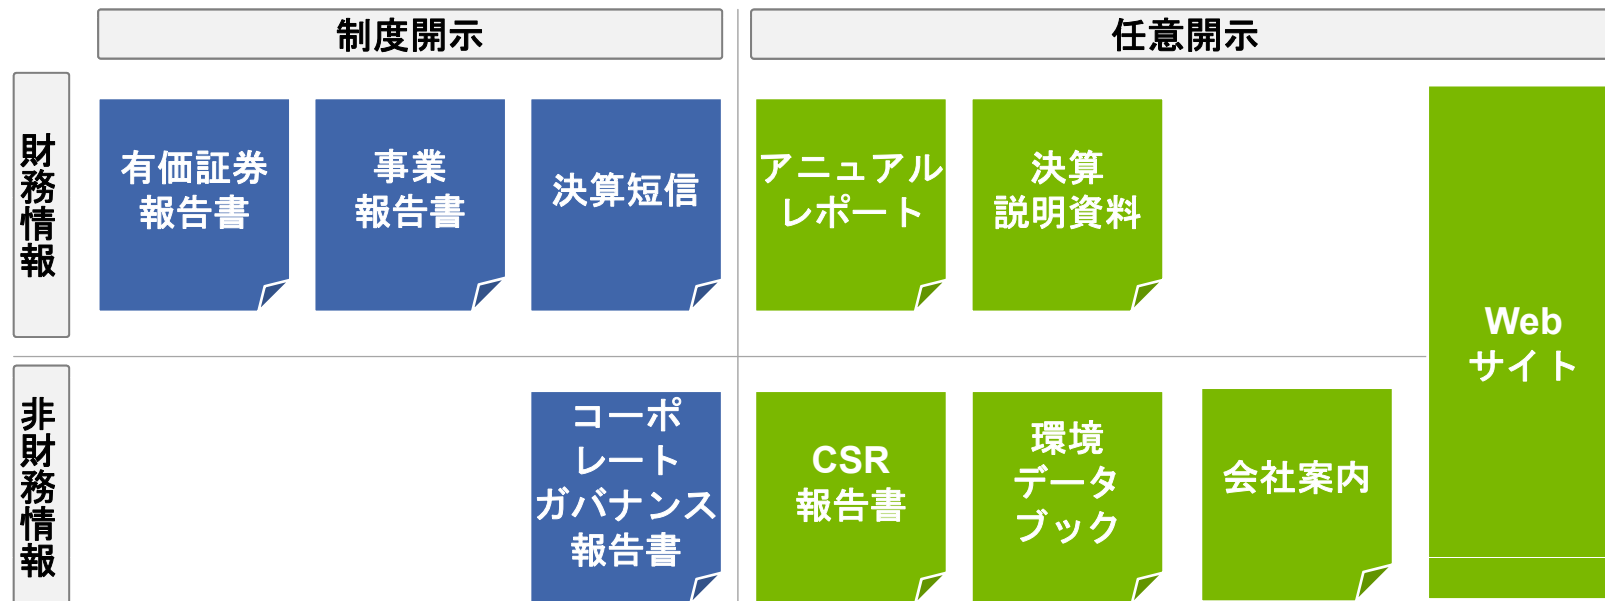 制度開示
任意開示
財務情報
有価証券
報告書
事業
報告書
決算短信
アニュアル
レポート
決算
説明資料
Web
サイト
非財務情報
コーポ
レート
ガバナンス
報告書
CSR
報告書
環境
データ
ブック
会社案内